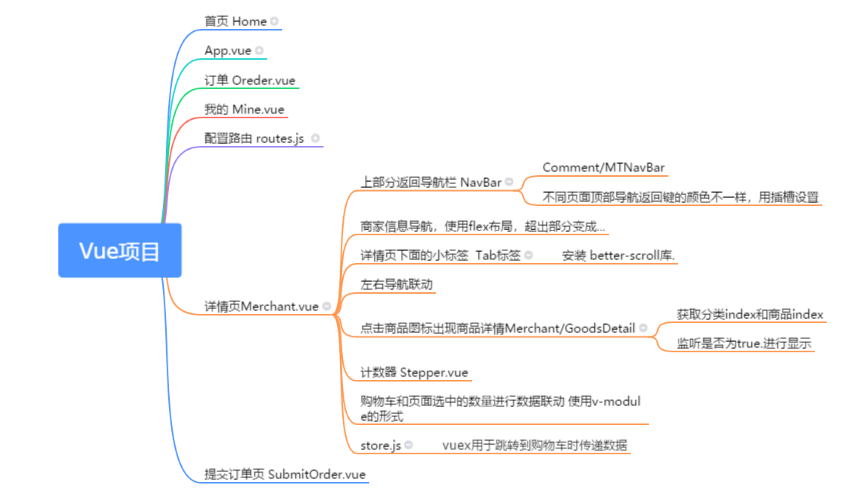 首页 Home
App.vue
订单 Oreder.vue
我的 Mine.vue
配置路由 routes.js
Vue项目
详情页Merchant.vue
上部分返回导航栏 NavBar
Comment/MTNavBar
不同页面顶部导航返回键的颜色不一样，用插槽设置
商家信息导航，使用flex布局，超出部分变成...
详情页下面的小标签 Tab标签
安装 better-scroll库.
左右导航联动
点击商品图标出现商品详情Merchant/GoodsDetail
获取分类index和商品index
监听是否为true.进行显示
计数器 Stepper.vue
购物车和页面选中的数量进行数据联动 使用v-modul
e的形式
store.js
vuex用于跳转到购物车时传递数据
提交订单页 SubmitOrder.vue